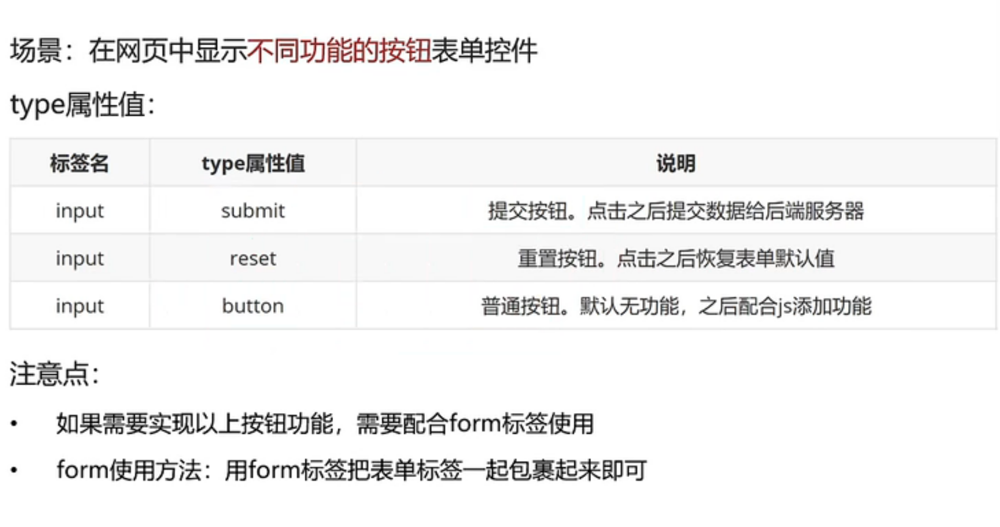 场景：在网页中显示不同功能的按钮表单控件
type属性值：
标签名 type属性值 说明
input submit 提交按钮。点击之后提交数据给后端服务器
input reset 重置按钮。点击之后恢复表单默认值
input button 普通按钮。默认无功能，之后配合js添加功能
注意点：
• 如果需要实现以上按钮功能，需要配合form标签使用
• form使用方法：用form标签把表单标签一起包裹起来即可